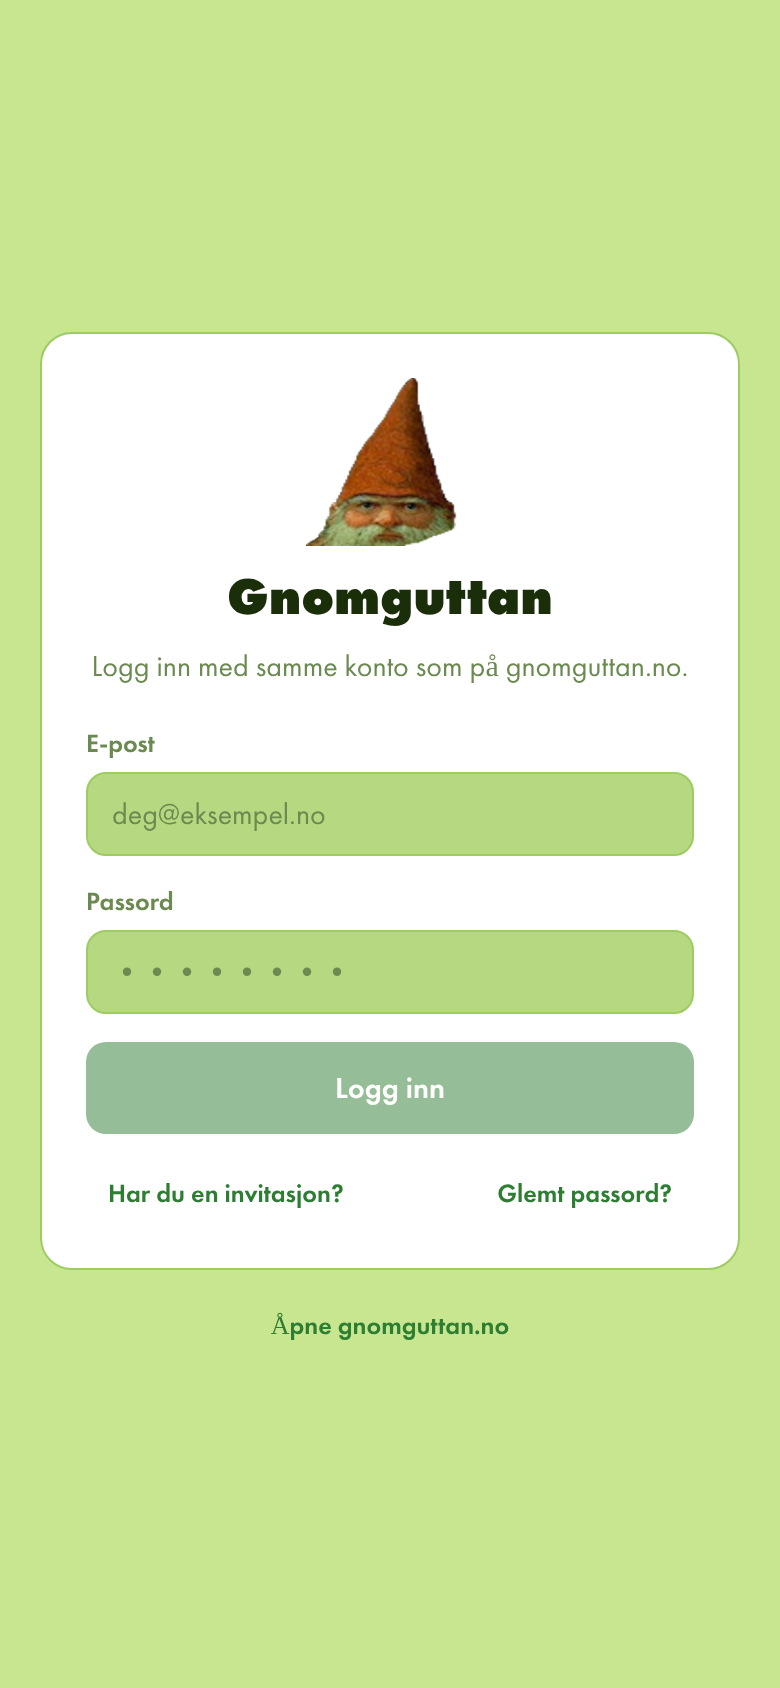 Gnomguttan
Logg inn med samme konto som på gnomguttan.no.
E-post
deg@eksempel.no
Passord
••••••••
Logg inn
Har du en invitasjon?
Glemt passord?
Åpne gnomguttan.no